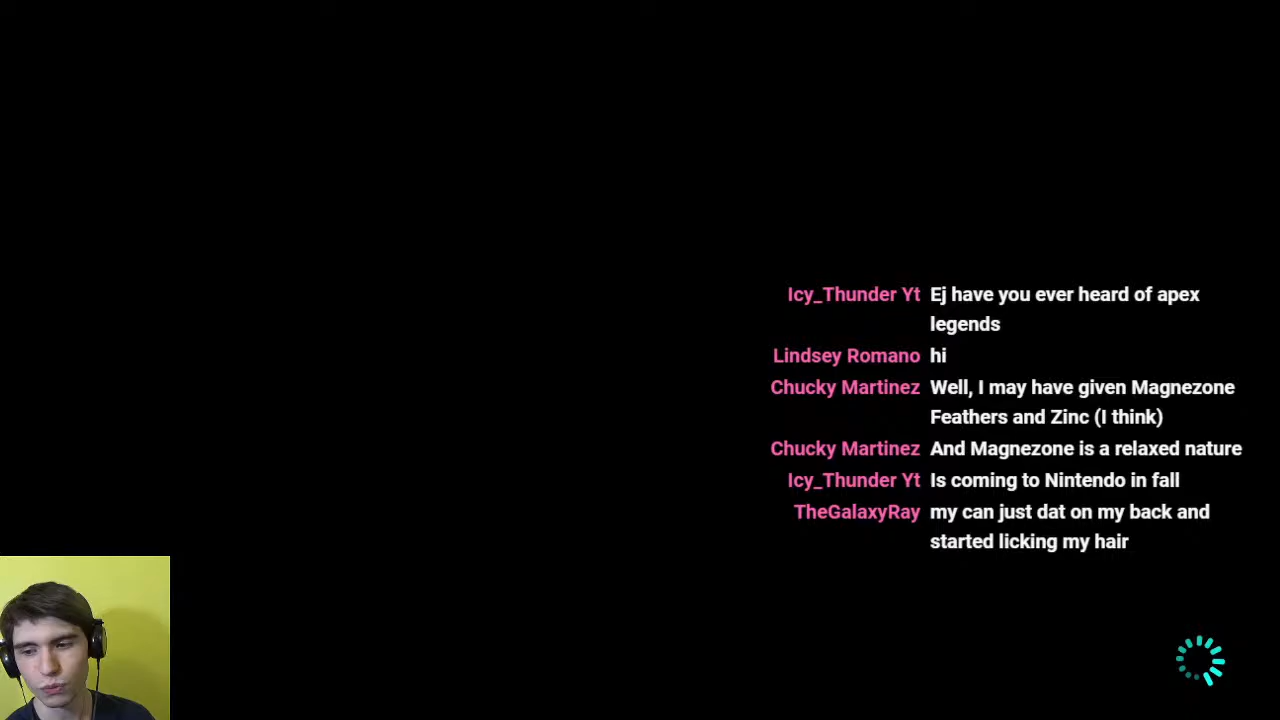 Icy_Thunder Yt Ej have you ever heard of apex
legends
Lindsey Romano hi
Chucky Martinez Well, I may have given Magnezone
Feathers and Zinc (I think)
Chucky Martinez And Magnezone is a relaxed nature
Icy_Thunder Yt Is coming to Nintendo in fall
TheGalaxyRay my can just dat on my back and
started licking my hair